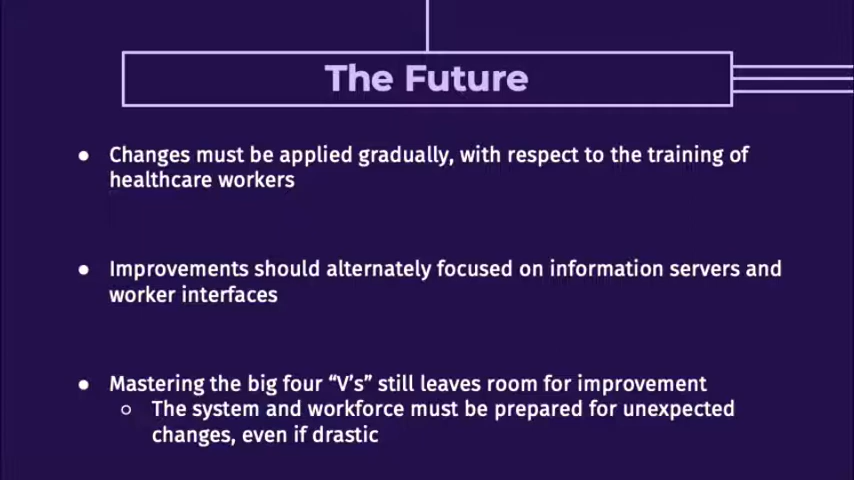 The Future
● Changes must be applied gradually, with respect to the training of
healthcare workers
● Improvements should alternately focused on information servers and
worker interfaces
● Mastering the big four “V’s” still leaves room for improvement
○ The system and workforce must be prepared for unexpected
changes, even if drastic